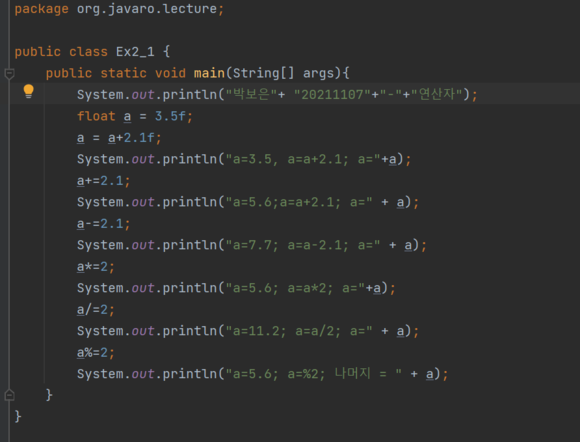 package org.javaro.lecture;
public class Ex2_1 {
public static void main(String[] args){
System.out.println("박보은"+ "20211107"+"-"+"연산자");
float a = 3.5f;
a = a+2.1f;
System.out.println("a=3.5, a=a+2.1; a="+a);
a+=2.1;
System.out.println("a=5.6;a=a+2.1; a=" + a);
a-=2.1;
System.out.println("a=7.7; a=a-2.1; a=" + a);
a*=2;
System.out.println("a=5.6; a=a*2; a="+a);
a/=2;
System.out.println("a=11.2; a=a/2; a=" + a);
a%=2;
System.out.println("a=5.6; a=%2; 나머지 = " + a);
}
}